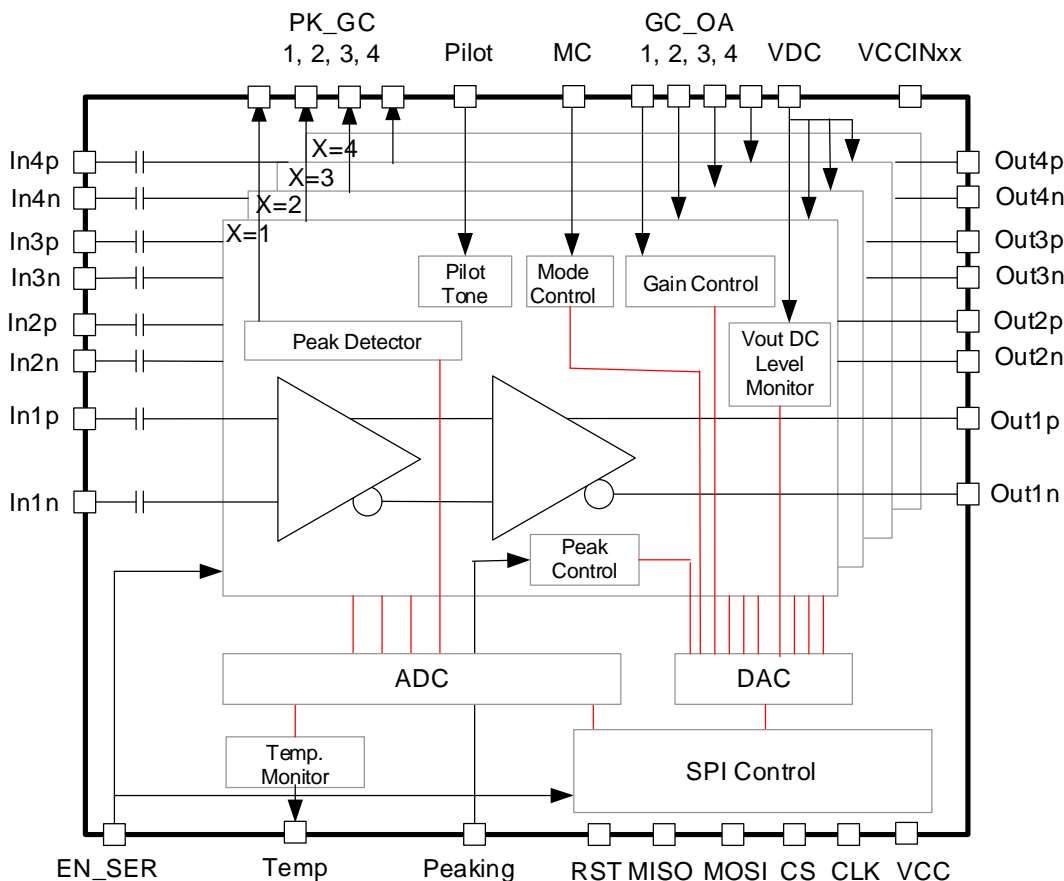 PK_GC
1, 2, 3, 4
Pilot
MC
GC_OA
1, 2, 3, 4
VDC
VCCINxx
In4p
In4n
In3p
In3n
In2p
In2n
In1p
In1n
X=4
X=3
X=2
X=1
Pilot
Tone
Mode
Control
Gain Control
Peak Detector
Vout DC
Level
Monitor
Peak
Control
Out4p
Out4n
Out3p
Out3n
Out2p
Out2n
Out1p
Out1n
ADC
DAC
Temp.
Monitor
SPI Control
EN_SER
Temp
Peaking
RST
MISO
MOSI
CS
CLK
VCC